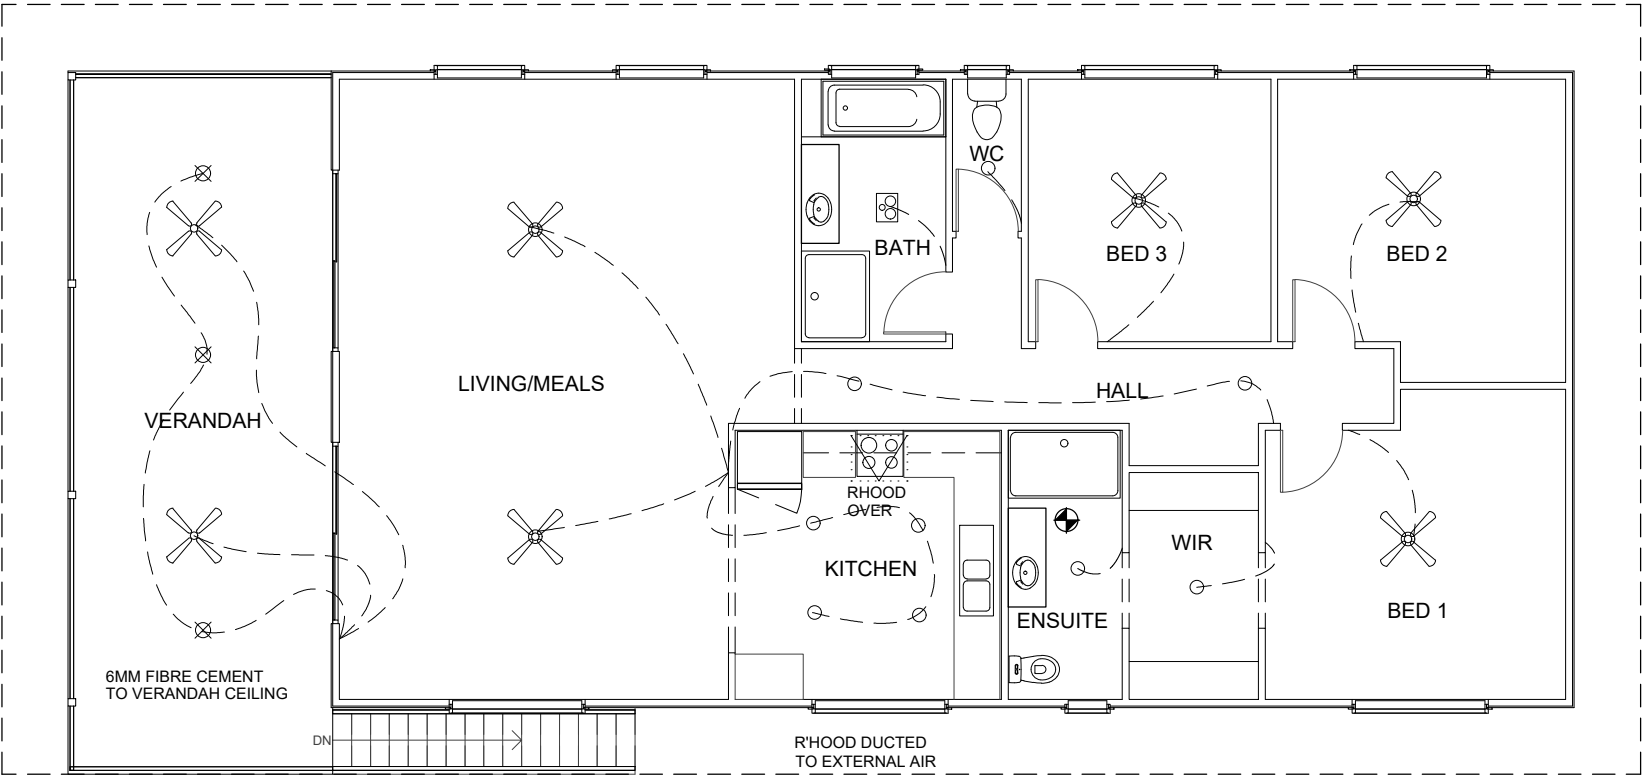 WC
BATH
BED 3
BED 2
LIVING/MEALS
HALL
VERANDAH
RHOOD
OVER
WIR
KITCHEN
BED 1
ENSUITE
6MM FIBRE CEMENT
TO VERANDAH CEILING
DN
R'HOOD DUCTED
TO EXTERNAL AIR